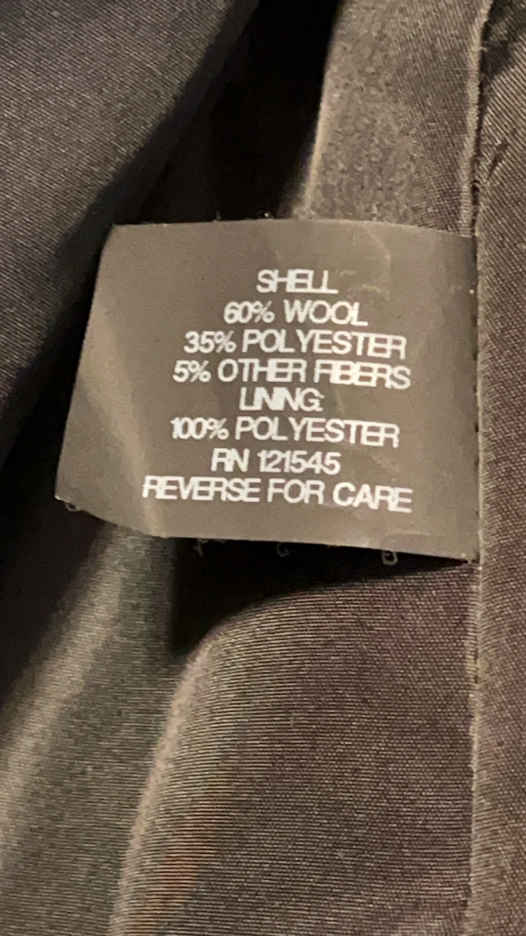 SHELL
60% WOOL
35% POLYESTER
5% OTHER FIBERS
LINING:
100% POLYESTER
RN 121545
REVERSE FOR CARE